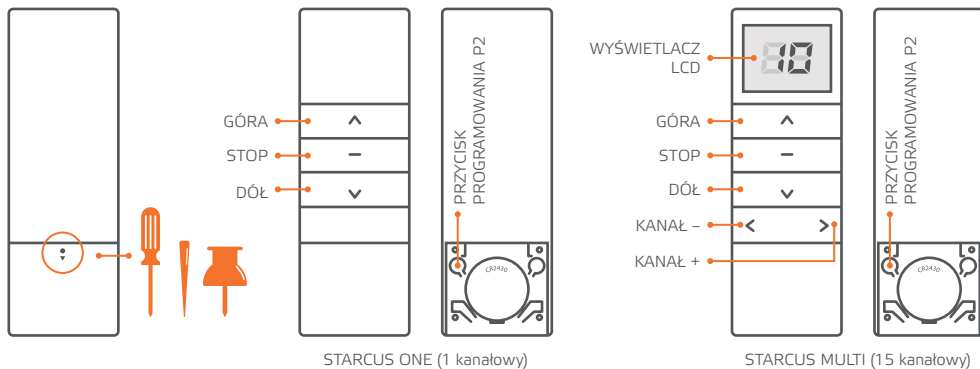 GÓRA
STOP
DÓŁ
PRZYCISK
PROGRAMOWANIA P2
CR2430
STARCUS ONE (1 kanałowy)
WYŚWIETLACZ
LCD
10
GÓRA
STOP
DÓŁ
KANAŁ –
KANAŁ +
PRZYCISK
PROGRAMOWANIA P2
CR2430
STARCUS MULTI (15 kanałowy)